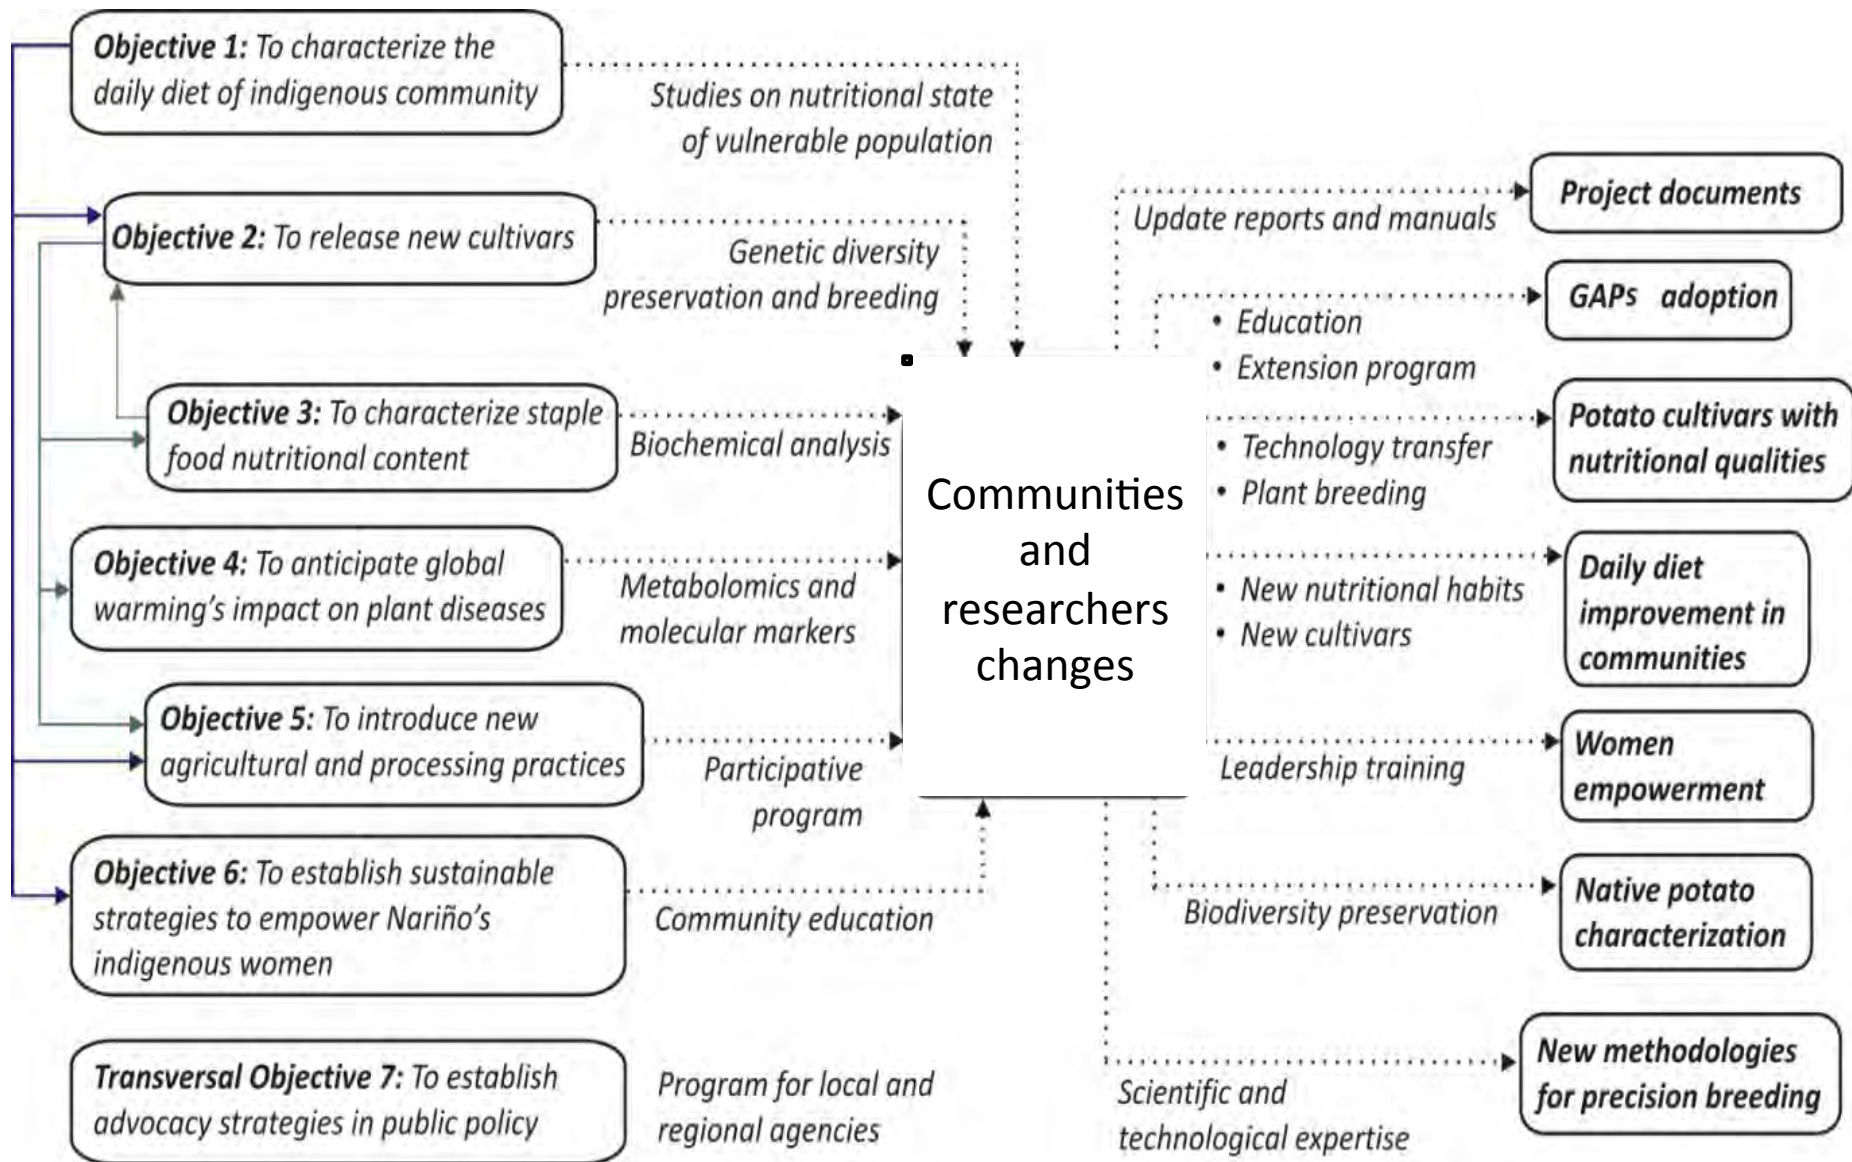 Objective 1: To characterize the
daily diet of indigenous community
Studies on nutritional state
of vulnerable population
Objective 2: To release new cultivars
Genetic diversity
preservation and breeding
Objective 3: To characterize staple
food nutritional content
Biochemical analysis
Objective 4: To anticipate global
warming's impact on plant diseases
Metabolomics and
molecular markers
Objective 5: To introduce new
agricultural and processing practices
Participative
program
Objective 6: To establish sustainable
strategies to empower Nariño's
indigenous women
Community education
Transversal Objective 7: To establish
advocacy strategies in public policy
Program for local and
regional agencies
Communities
and
researchers
changes
Update reports and manuals
Project documents
• Education
• Extension program
GAPs adoption
• Technology transfer
• Plant breeding
Potato cultivars with
nutritional qualities
• New nutritional habits
• New cultivars
Daily diet
improvement in
communities
Leadership training
Women
empowerment
Biodiversity preservation
Native potato
characterization
Scientific and
technological expertise
New methodologies
for precision breeding